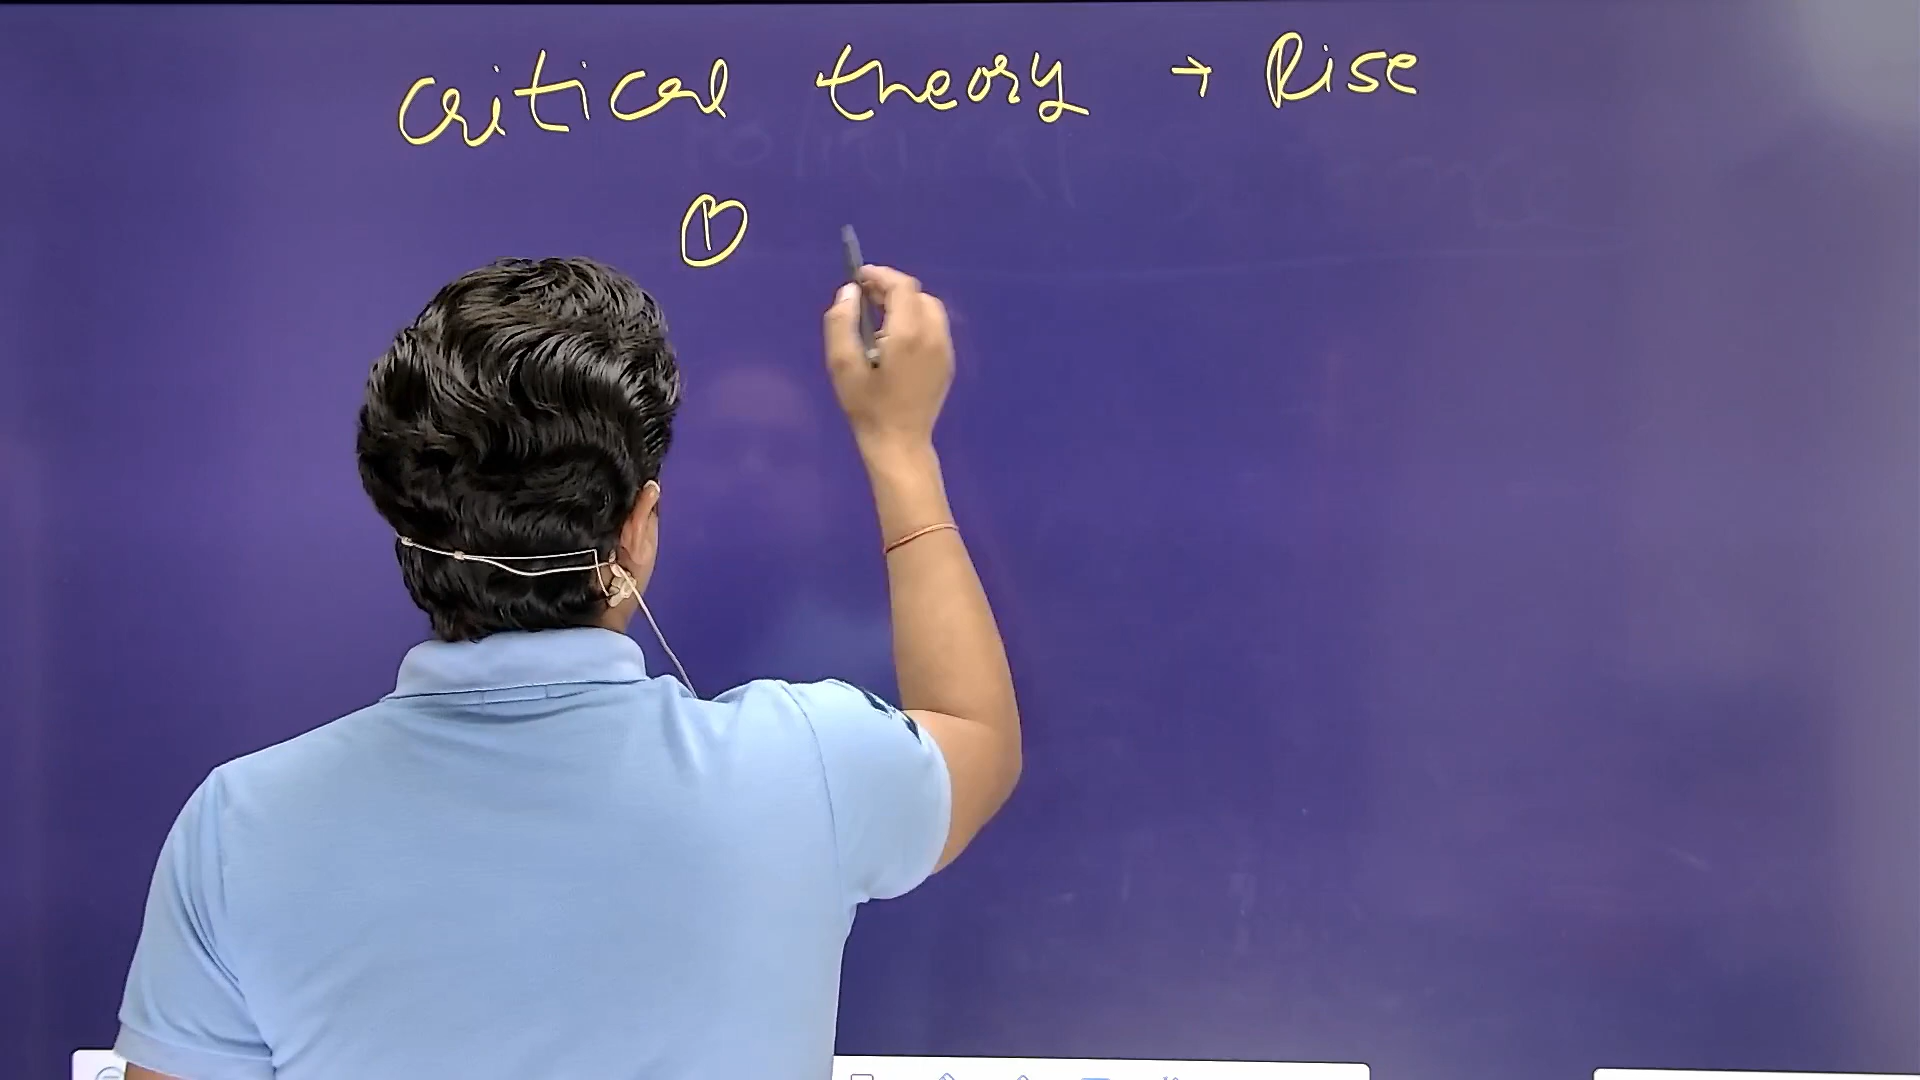 critical theory → Rise
①